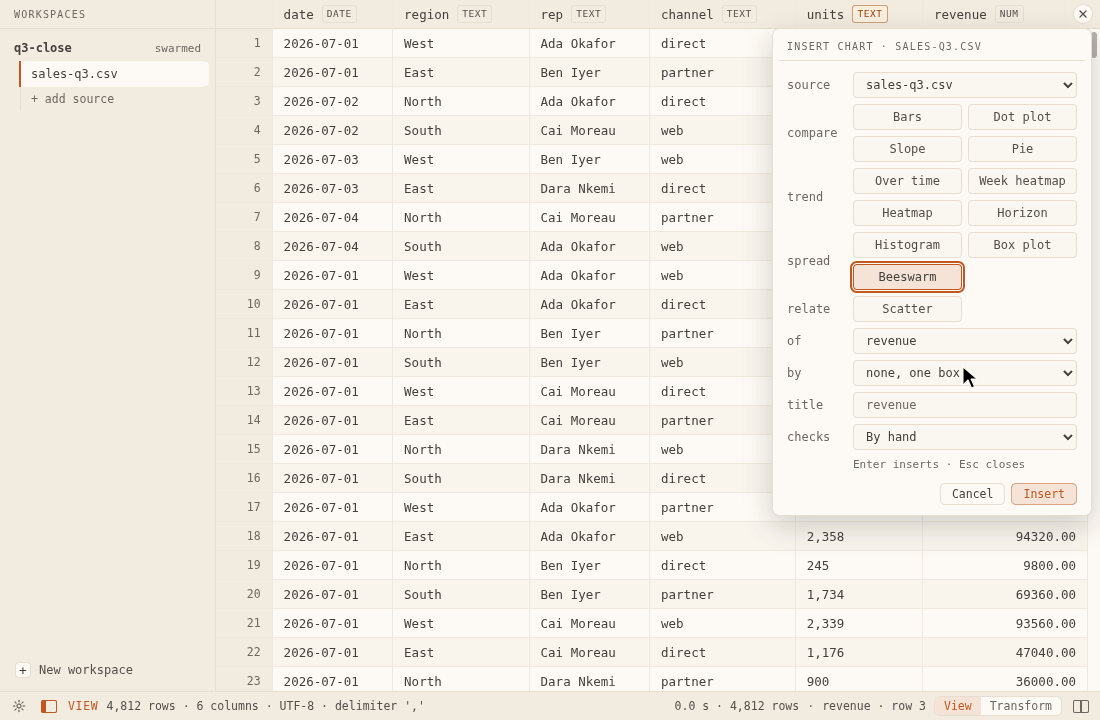 WORKSPACES
q3-close swarmed
sales-q3.csv
+ add source
+ New workspace
date DATE region TEXT rep TEXT channel TEXT units TEXT revenue NUM ✕
1 2026-07-01 West Ada Okafor direct
2 2026-07-01 East Ben Iyer partner
3 2026-07-02 North Ada Okafor direct
4 2026-07-02 South Cai Moreau web
5 2026-07-03 West Ben Iyer web
6 2026-07-03 East Dara Nkemi direct
7 2026-07-04 North Cai Moreau partner
8 2026-07-04 South Ada Okafor web
9 2026-07-01 West Ada Okafor web
10 2026-07-01 East Ada Okafor direct
11 2026-07-01 North Ben Iyer partner
12 2026-07-01 South Ben Iyer web
13 2026-07-01 West Cai Moreau direct
14 2026-07-01 East Cai Moreau partner
15 2026-07-01 North Dara Nkemi web
16 2026-07-01 South Dara Nkemi direct
17 2026-07-01 West Ada Okafor partner
18 2026-07-01 East Ada Okafor web 2,358 94320.00
19 2026-07-01 North Ben Iyer direct 245 9800.00
20 2026-07-01 South Ben Iyer partner 1,734 69360.00
21 2026-07-01 West Cai Moreau web 2,339 93560.00
22 2026-07-01 East Cai Moreau direct 1,176 47040.00
23 2026-07-01 North Dara Nkemi partner 900 36000.00
INSERT CHART · SALES-Q3.CSV
source sales-q3.csv
compare Bars Dot plot
Slope Pie
trend Over time Week heatmap
Heatmap Horizon
spread Histogram Box plot
Beeswarm
relate Scatter
of revenue
by none, one box
title revenue
checks By hand
Enter inserts · Esc closes
Cancel Insert
VIEW 4,812 rows · 6 columns · UTF-8 · delimiter ',' 0.0 s · 4,812 rows · revenue · row 3 View Transform